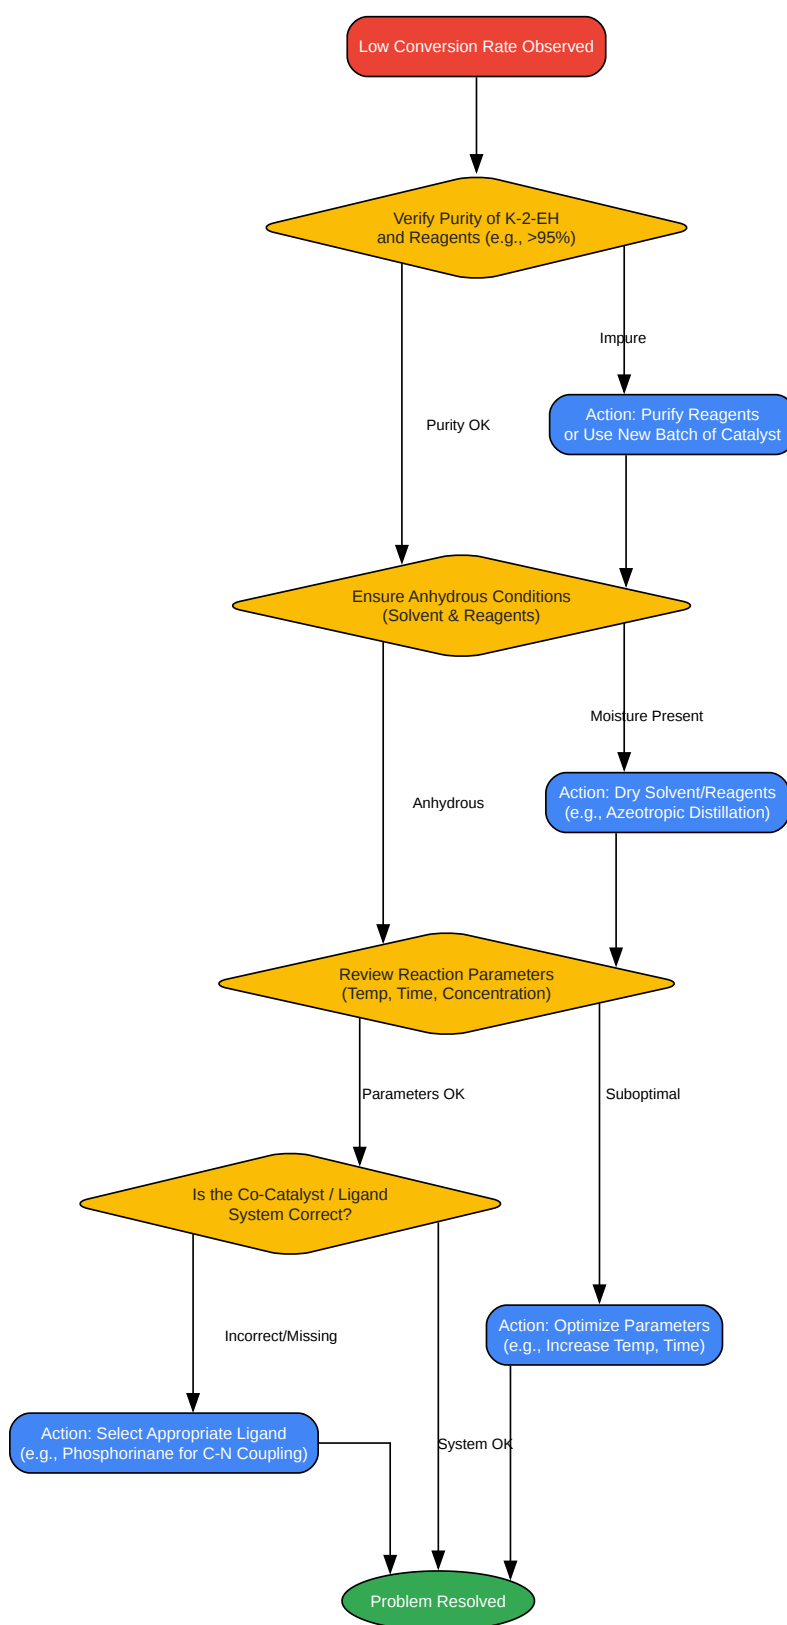 Low Conversion Rate Observed
Verify Purity of K-2-EH
and Reagents (e.g., >95%)
Impure
Action: Purify Reagents
or Use New Batch of Catalyst
Purity OK
Ensure Anhydrous Conditions
(Solvent & Reagents)
Moisture Present
Action: Dry Solvent/Reagents
(e.g., Azeotropic Distillation)
Anhydrous
Review Reaction Parameters
(Temp, Time, Concentration)
Parameters OK
Suboptimal
Is the Co-Catalyst / Ligand
System Correct?
Incorrect/Missing
Action: Optimize Parameters
(e.g., Increase Temp, Time)
Action: Select Appropriate Ligand
(e.g., Phosphorinane for C-N Coupling)
System OK
Problem Resolved